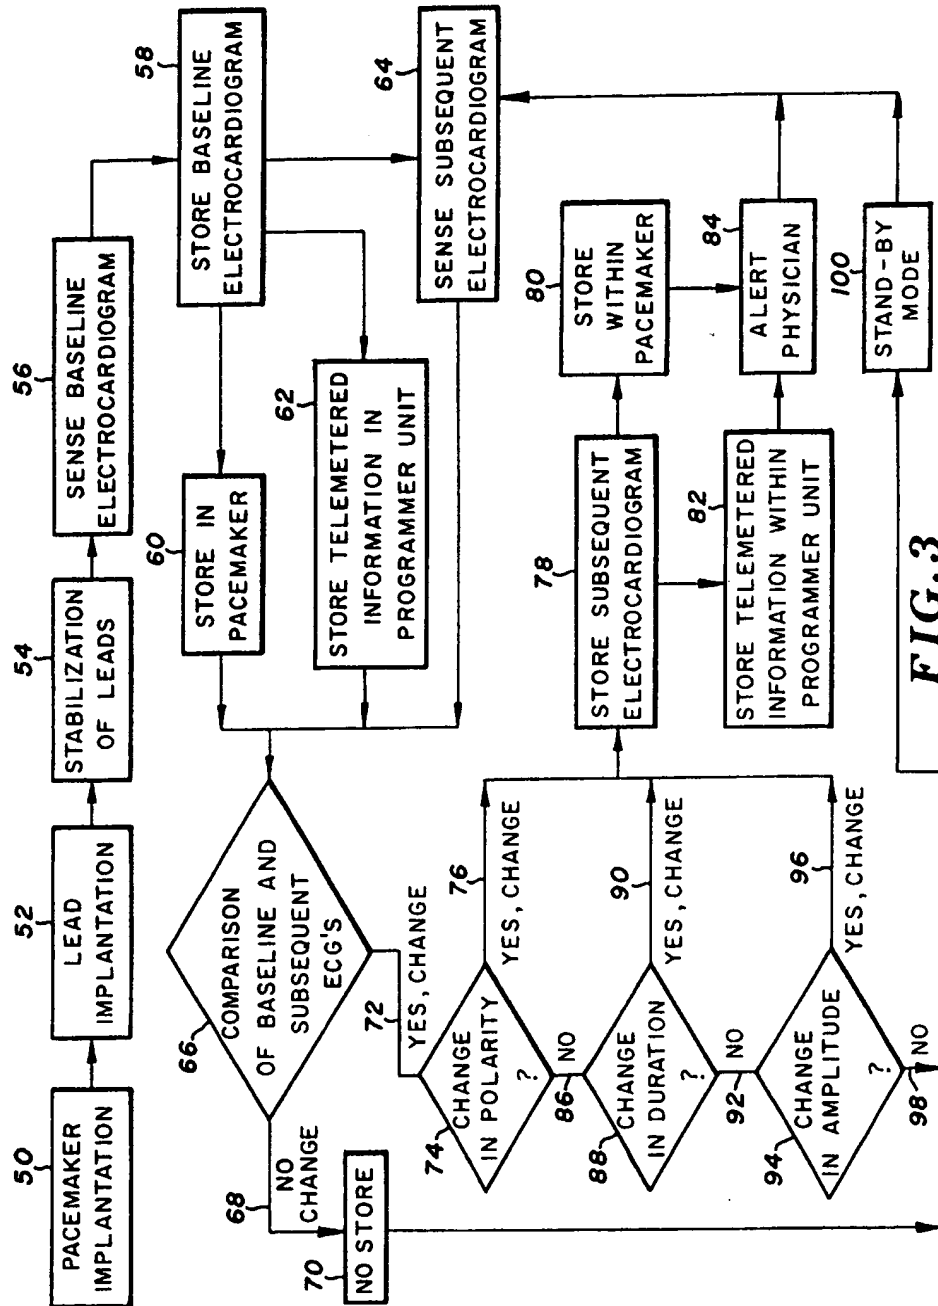 50
PACEMAKER
IMPLANTATION
52
LEAD
IMPLANTATION
54
STABILIZATION
OF LEADS
56
SENSE BASELINE
ELECTROCARDIOGRAM
58
STORE BASELINE
ELECTROCARDIOGRAM
60
STORE IN
PACEMAKER
62
STORE TELEMETERED
INFORMATION IN
PROGRAMMER UNIT
64
SENSE SUBSEQUENT
ELECTROCARDIOGRAM
66
COMPARISON
OF BASELINE AND
SUBSEQUENT
ECG'S
68
NO
CHANGE
70
NO STORE
72
YES, CHANGE
74
CHANGE
IN POLARITY
?
76
YES, CHANGE
78
STORE SUBSEQUENT
ELECTROCARDIOGRAM
80
STORE
WITHIN
PACEMAKER
82
STORE TELEMETERED
INFORMATION WITHIN
PROGRAMMER UNIT
84
ALERT
PHYSICIAN
86
NO
88
CHANGE
IN DURATION
?
90
YES, CHANGE
92
NO
94
CHANGE
IN AMPLITUDE
?
96
YES, CHANGE
98
NO
100
STAND-BY
MODE
FIG.3